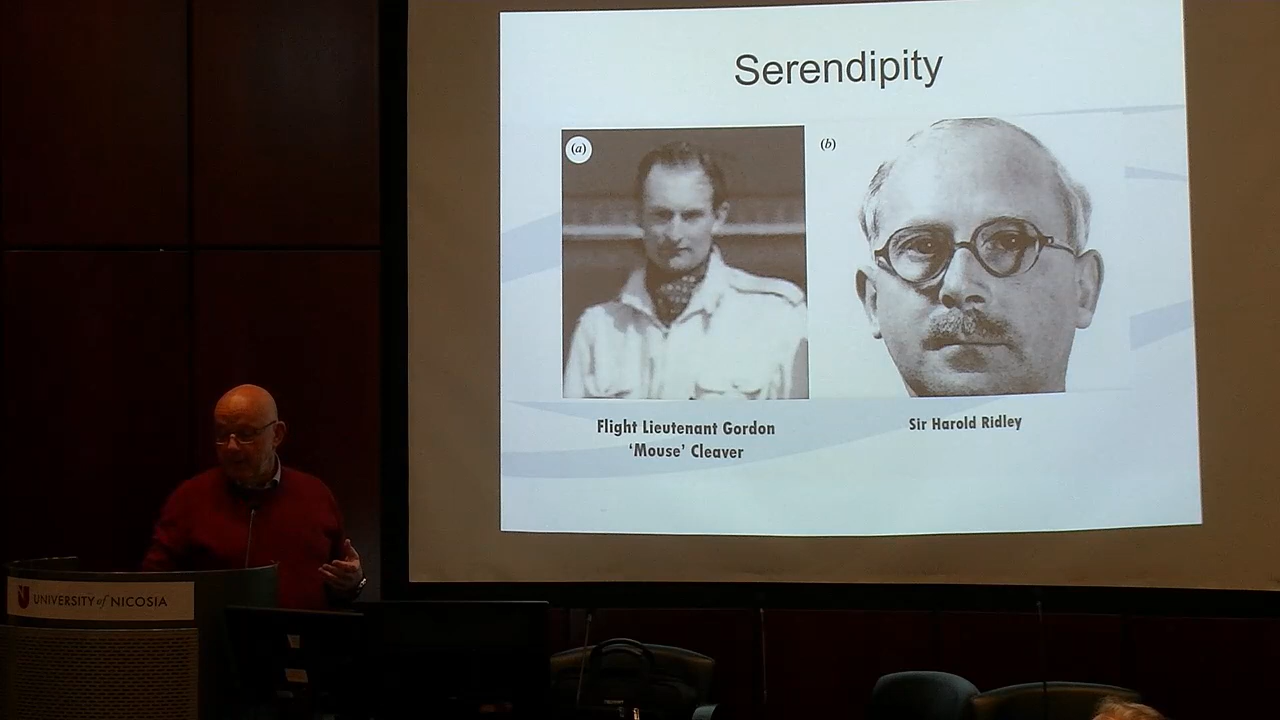 Serendipity
(a)
(b)
Flight Lieutenant Gordon
‘Mouse’ Cleaver
Sir Harold Ridley
UNIVERSITY of NICOSIA